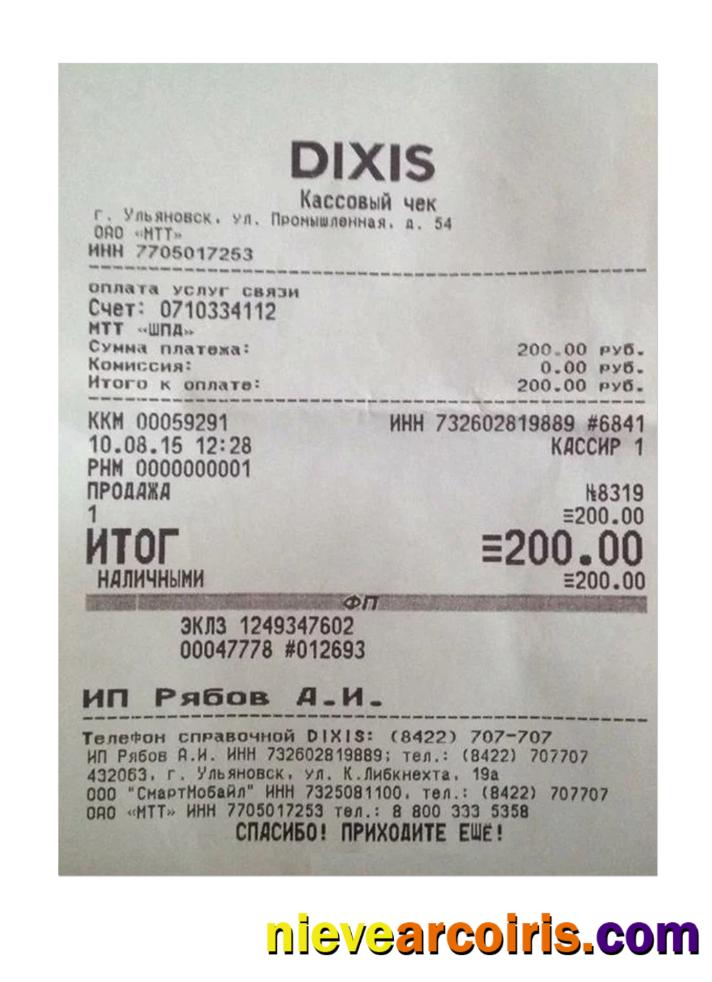 DIXIS
Кассовый чек
г. Ульяновск, ул. Промышленная, д. 54
ОАО «МТТ»
ИНН 7705017253
оплата услуг связи
Счет: 0710334112
МТТ «ШПД»
Сумма платежа: 200.00 руб.
Комиссия: 0.00 руб.
Итого к оплате: 200.00 руб.
ККМ 00059291 ИНН 732602819889 #6841
10.08.15 12:28 КАССИР 1
РНМ 0000000001
ПРОДАЖА №8319
1 ≡200.00
ИТОГ ≡200.00
НАЛИЧНЫМИ ≡200.00
ФП
ЭКЛЗ 1249347602
00047778 #012693
ИП Рябов А.И.
Телефон справочной DIXIS: (8422) 707-707
ИП Рябов А.И. ИНН 732602819889; тел.: (8422) 707707
432063, г. Ульяновск, ул. К.Либкнехта, 19а
ООО "СмартМобайл" ИНН 7325081100, тел.: (8422) 707707
ОАО «МТТ» ИНН 7705017253 тел.: 8 800 333 5358
СПАСИБО! ПРИХОДИТЕ ЕЩЕ!
nievearcoiris.com